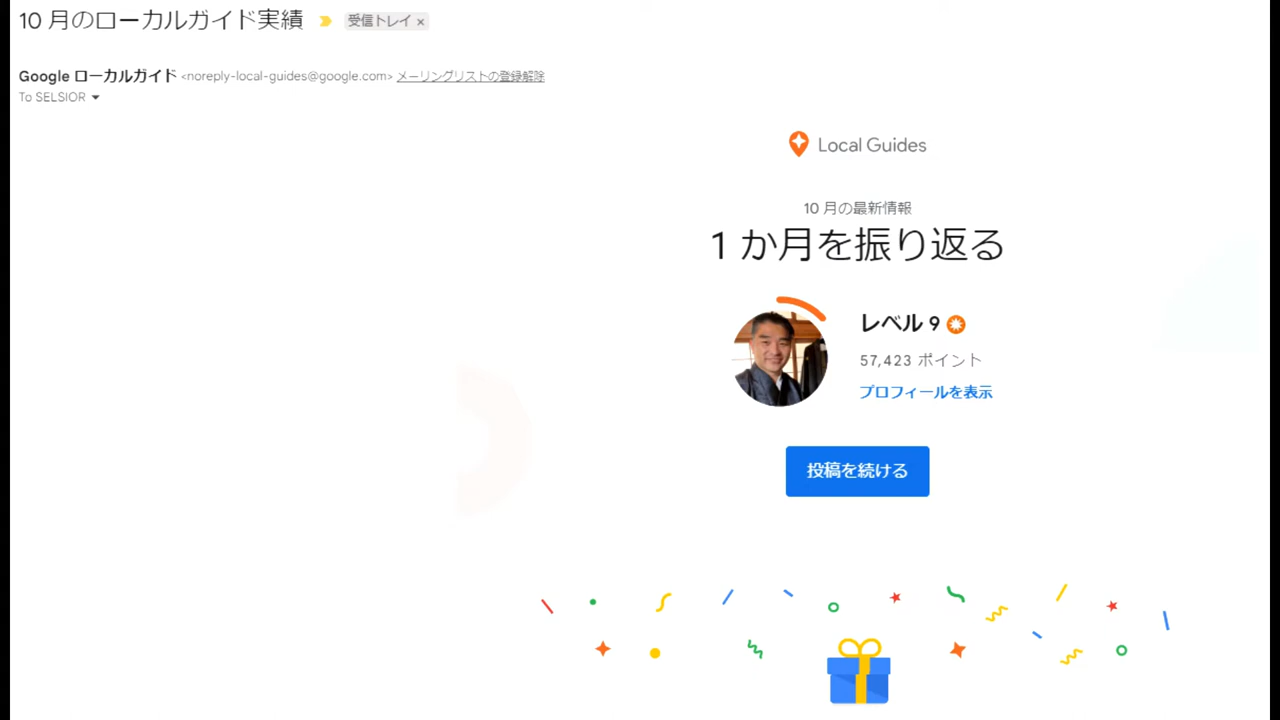 10 月のローカルガイド実績
受信トレイ ×
Google ローカルガイド <noreply-local-guides@google.com> メーリングリストの登録解除
To SELSIOR
Local Guides
10 月の最新情報
1 か月を振り返る
レベル 9
57,423 ポイント
プロフィールを表示
投稿を続ける